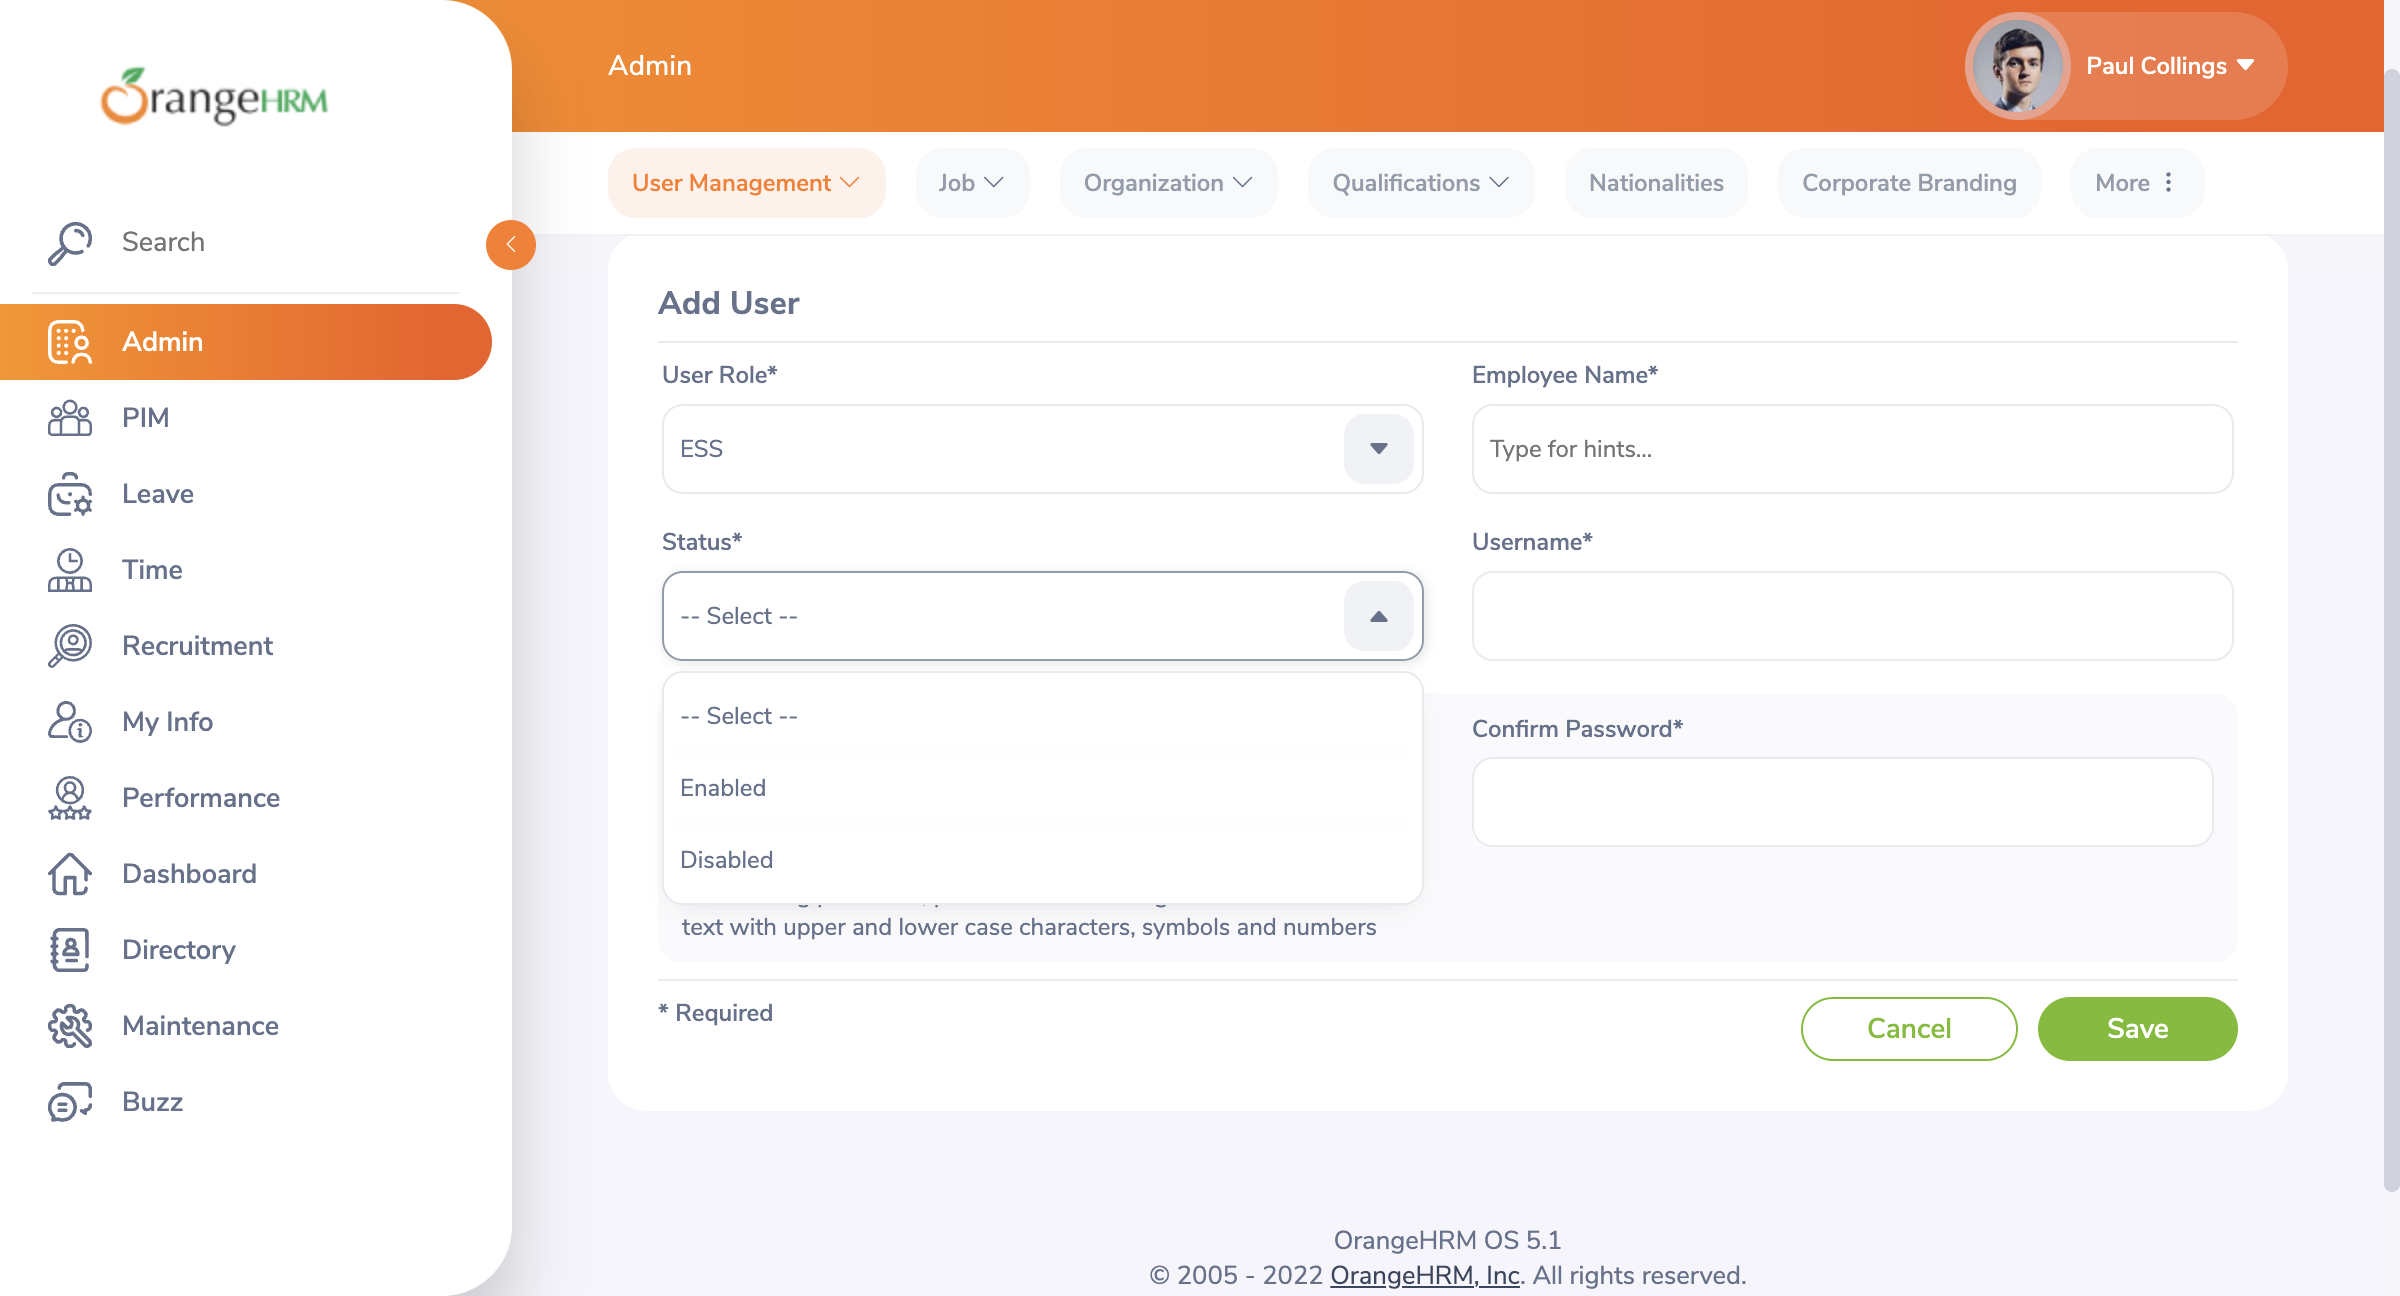 OrangeHRM
Search
Admin
PIM
Leave
Time
Recruitment
My Info
Performance
Dashboard
Directory
Maintenance
Buzz
Admin
Paul Collings
User Management
Job
Organization
Qualifications
Nationalities
Corporate Branding
More
Add User
User Role*
Employee Name*
ESS
Type for hints...
Status*
Username*
-- Select --
-- Select --
Enabled
Disabled
Confirm Password*
text with upper and lower case characters, symbols and numbers
* Required
Cancel
Save
OrangeHRM OS 5.1
© 2005 - 2022 OrangeHRM, Inc. All rights reserved.